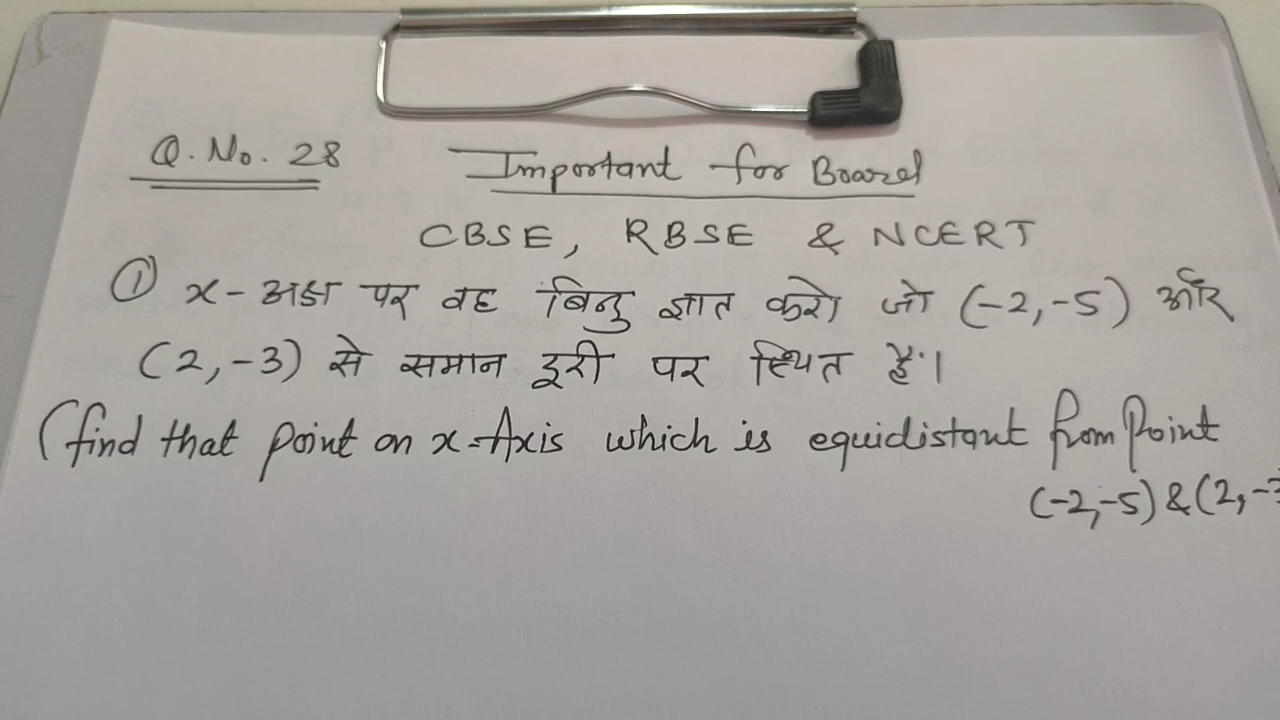 Q. No. 28
Important for Board
CBSE, RBSE & NCERT
① x-अक्ष पर वह बिन्दु ज्ञात करो जो (-2,-5) और
(2,-3) से समान दूरी पर स्थित हैं।
(find that point on x-Axis which is equidistant from Point
(-2,-5) & (2,-3